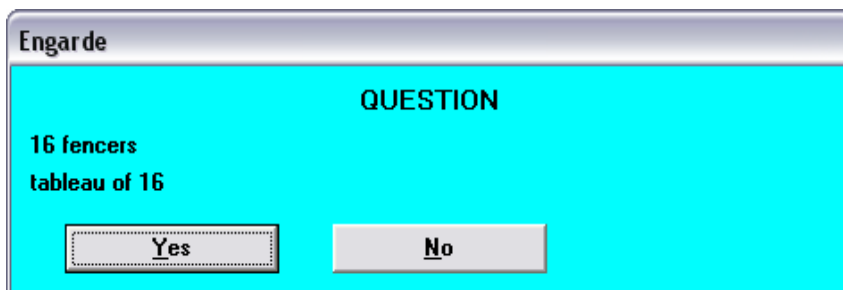 Engarde
QUESTION
16 fencers
tableau of 16
Yes No